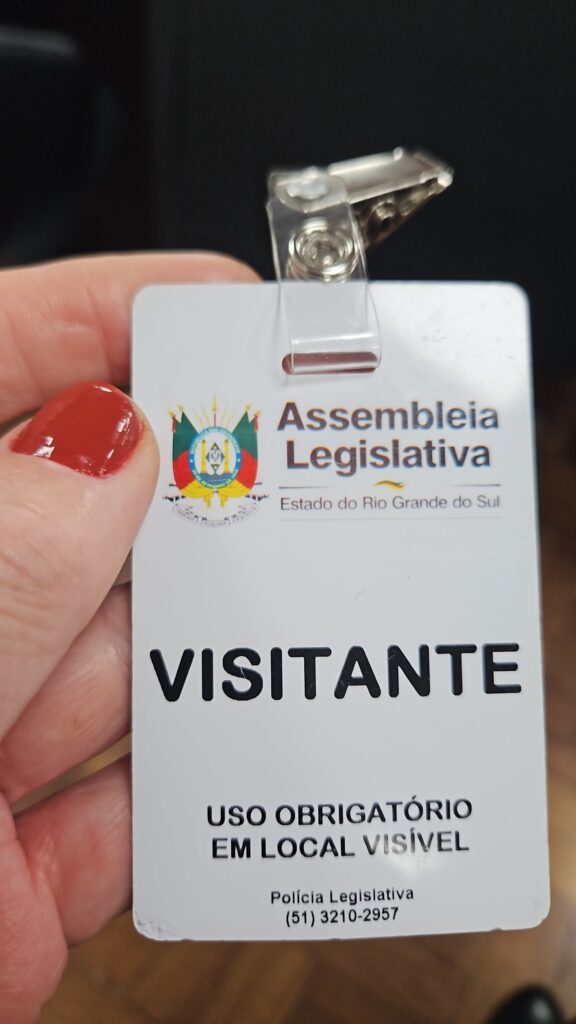 Assembleia
Legislativa
Estado do Rio Grande do Sul
VISITANTE
USO OBRIGATÓRIO
EM LOCAL VISÍVEL
Polícia Legislativa
(51) 3210-2957